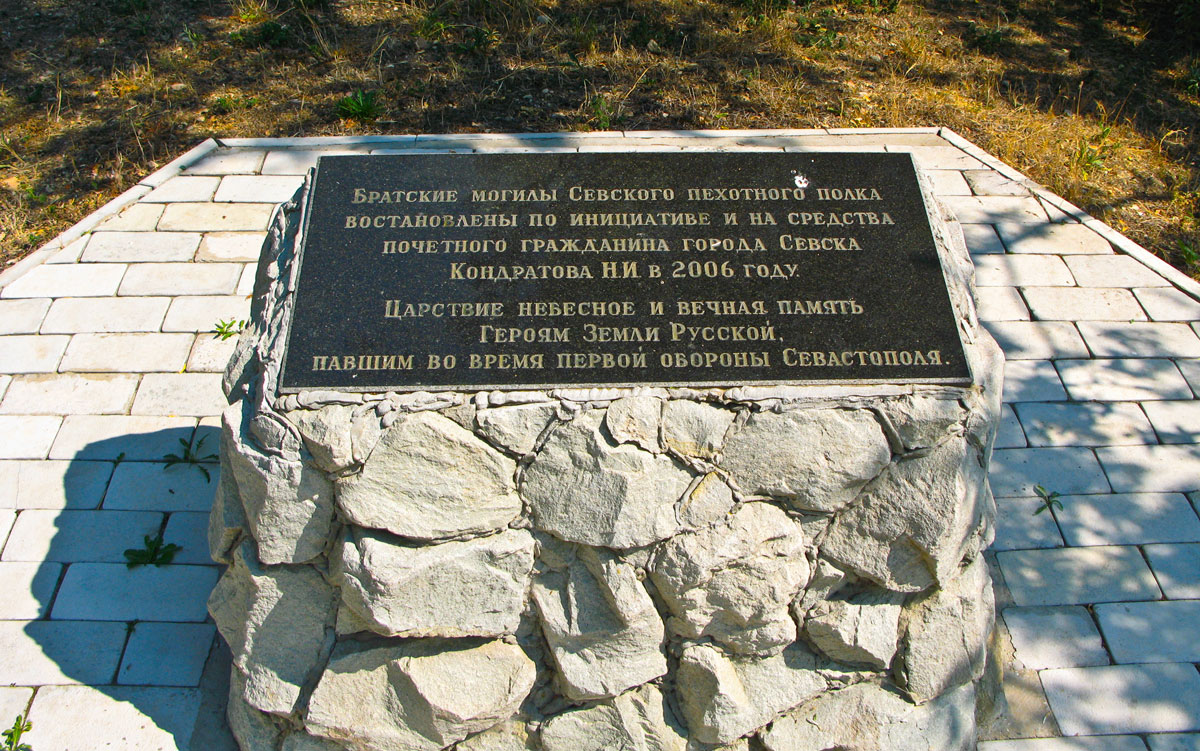 Братские могилы Севского пехотного полка
востановлены по инициативе и на средства
почетного гражданина города Севска
Кондратова Н.И. в 2006 году.
Царствие небесное и вечная память
Героям Земли Русской,
павшим во время первой обороны Севастополя.